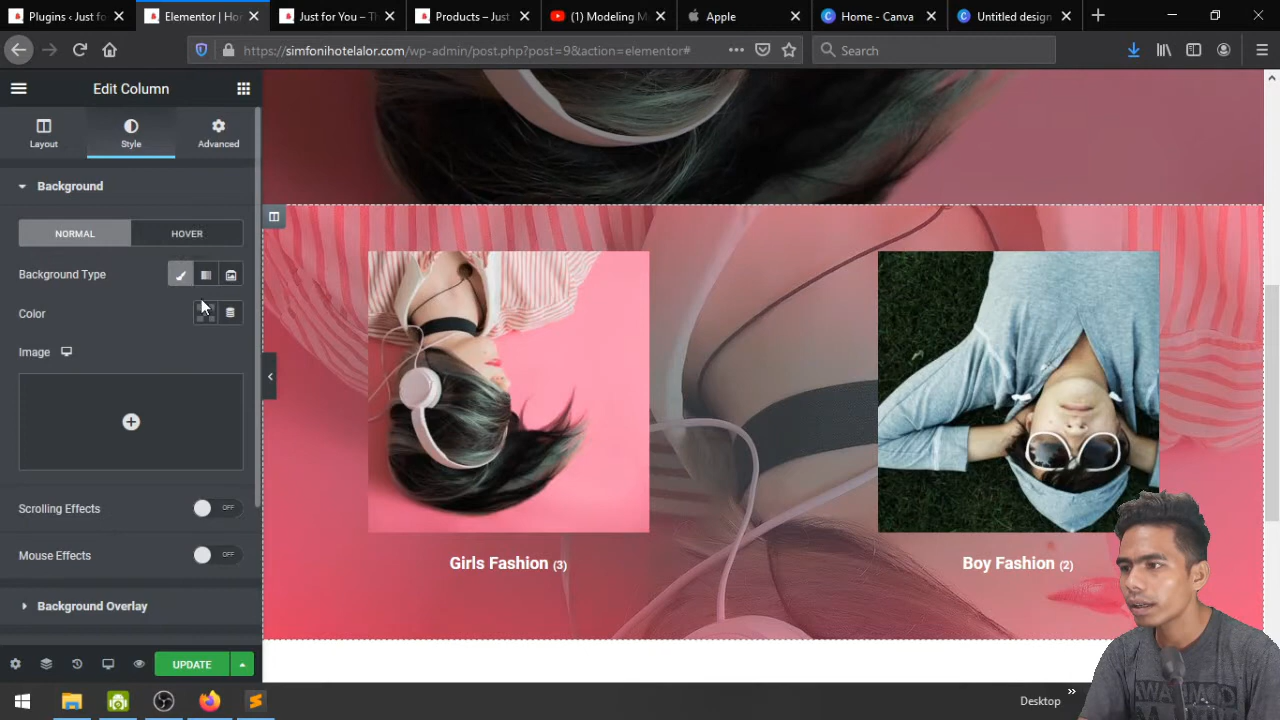 Plugins ‹ Just fo
Elementor | Ho
Just for You – Th
Products – Just
(1) Modeling M
Apple
Home - Canva
Untitled design
https://simfonihotelalor.com/wp-admin/post.php?post=9&action=elementor#
Search
Edit Column
Layout
Style
Advanced
Background
NORMAL
HOVER
Background Type
Color
Image
Scrolling Effects
OFF
Mouse Effects
OFF
Background Overlay
UPDATE
Girls Fashion (3)
Boy Fashion (2)
Desktop